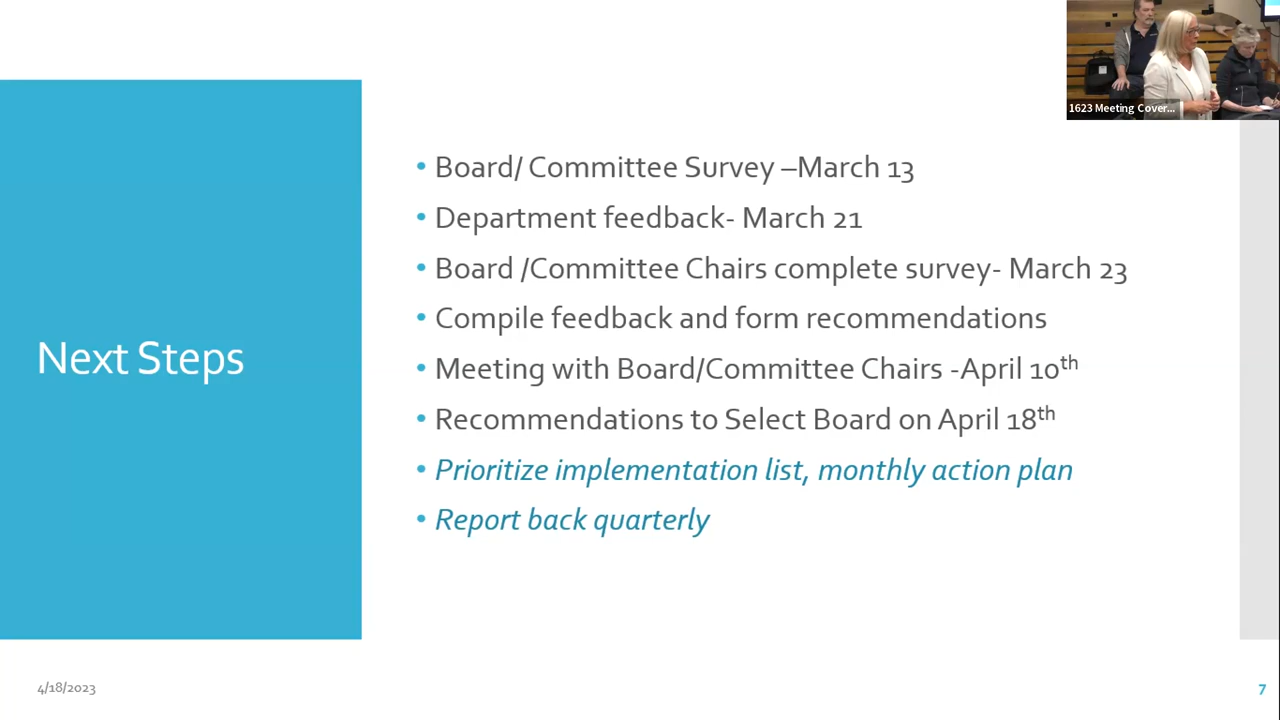 1623 Meeting Cover...
Next Steps
• Board/ Committee Survey –March 13
• Department feedback- March 21
• Board /Committee Chairs complete survey- March 23
• Compile feedback and form recommendations
• Meeting with Board/Committee Chairs -April 10th
• Recommendations to Select Board on April 18th
• Prioritize implementation list, monthly action plan
• Report back quarterly
4/18/2023
7